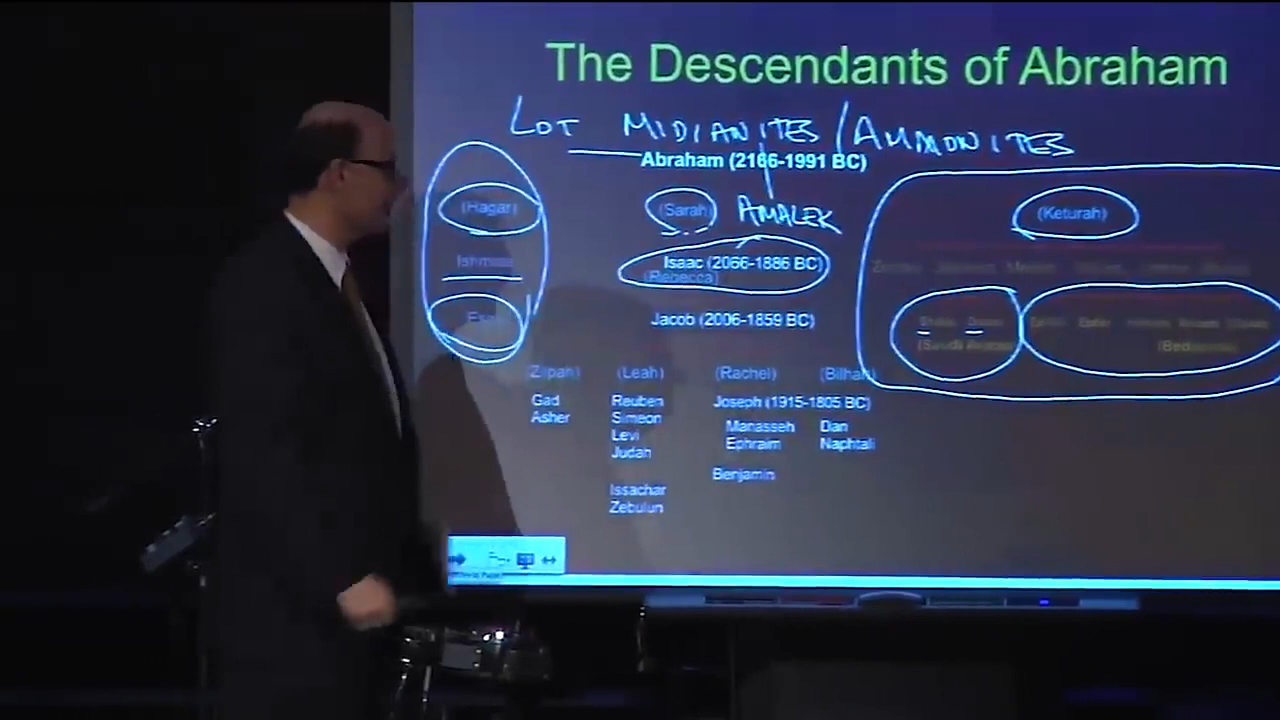 The Descendants of Abraham
LOT MIDIANITES / AMMONITES
Abraham (2166-1991 BC)
(Hagar) (Sarah) AMALEK (Keturah)
Isaac (2066-1886 BC)
(Rebecca)
Jacob (2006-1859 BC)
(Zilpah) (Leah) (Rachel) (Bilhah)
Gad Reuben Joseph (1915-1805 BC)
Asher Simeon Manasseh Dan
Levi Ephraim Naphtali
Judah
Benjamin
Issachar
Zebulun